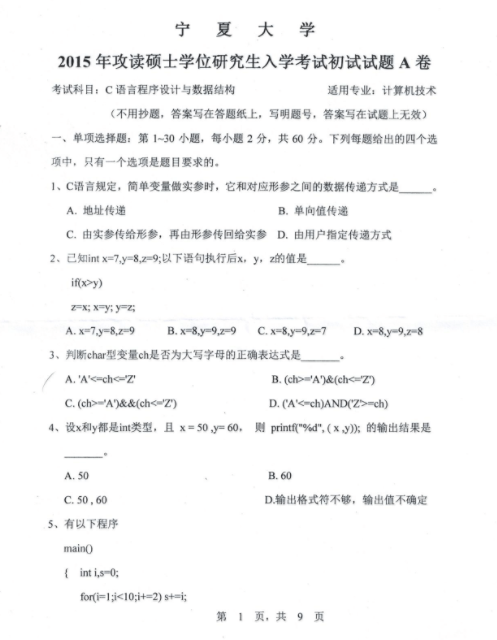 宁 夏 大 学
2015 年攻读硕士学位研究生入学考试初试试题 A 卷
考试科目：C 语言程序设计与数据结构 适用专业：计算机技术
（不用抄题，答案写在答题纸上，写明题号，答案写在试题上无效）
一、单项选择题：第 1~30 小题，每小题 2 分，共 60 分。下列每题给出的四个选
项中，只有一个选项是题目要求的。
1、C语言规定，简单变量做实参时，它和对应形参之间的数据传递方式是______。
A. 地址传递 B. 单向值传递
C. 由实参传给形参，再由形参传回给实参 D. 由用户指定传递方式
2、已知int x=7,y=8,z=9;以下语句执行后x，y，z的值是______。
if(x>y)
z=x; x=y; y=z;
A. x=7,y=8,z=9 B. x=8,y=9,z=9 C. x=8,y=9,z=7 D. x=8,y=9,z=8
3、判断char型变量ch是否为大写字母的正确表达式是______。
A. 'A'<=ch<='Z' B. (ch>='A')&(ch<='Z')
C. (ch>='A')&&(ch<='Z') D. ('A'<=ch)AND('Z'>=ch)
4、设x和y都是int类型，且 x = 50 ,y= 60， 则 printf("%d", ( x ,y)); 的输出结果是
______。
A. 50 B. 60
C. 50 , 60 D.输出格式符不够，输出值不确定
5、有以下程序
main()
{ int i,s=0;
for(i=1;i<10;i+=2) s+=i;
第 1 页，共 9 页